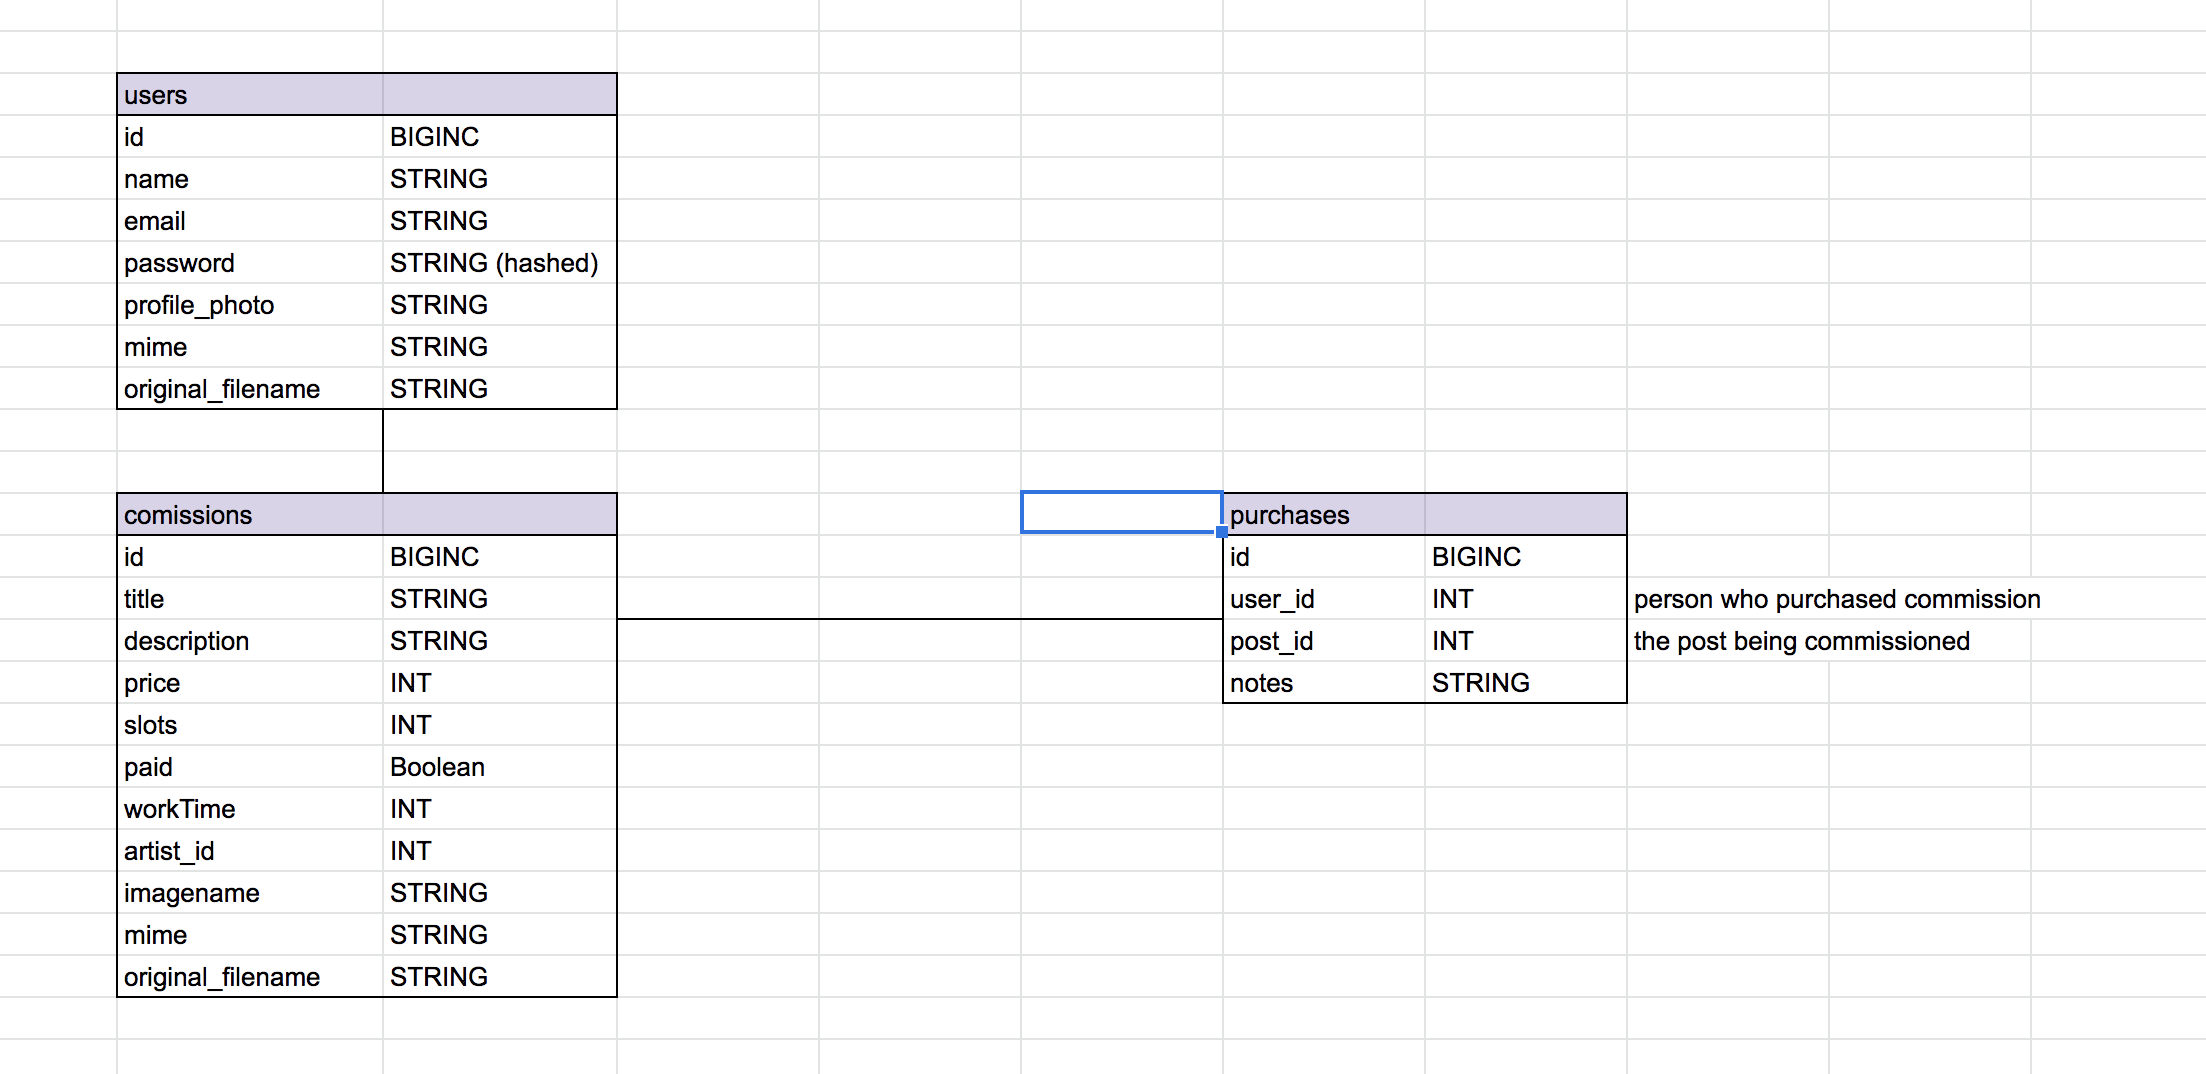 users
id BIGINC
name STRING
email STRING
password STRING (hashed)
profile_photo STRING
mime STRING
original_filename STRING
comissions
id BIGINC
title STRING
description STRING
price INT
slots INT
paid Boolean
workTime INT
artist_id INT
imagename STRING
mime STRING
original_filename STRING
purchases
id BIGINC
user_id INT person who purchased commission
post_id INT the post being commissioned
notes STRING